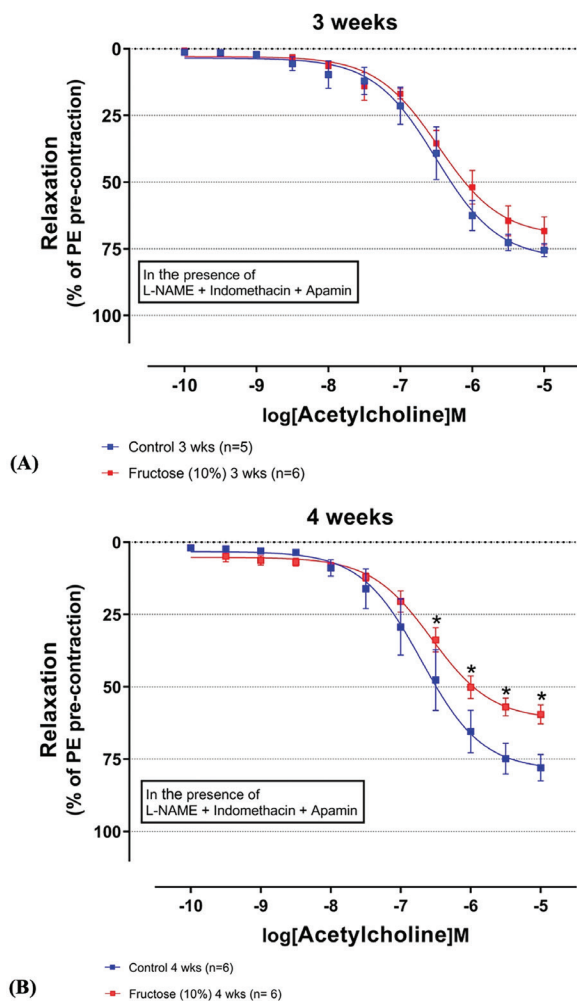 3 weeks
0
25
50
75
100
Relaxation
(% of PE pre-contraction)
In the presence of
L-NAME + Indomethacin + Apamin
-10 -9 -8 -7 -6 -5
log[Acetylcholine]M
(A)
Control 3 wks (n=5)
Fructose (10%) 3 wks (n=6)
4 weeks
0
25
50
75
100
Relaxation
(% of PE pre-contraction)
* * * *
In the presence of
L-NAME + Indomethacin + Apamin
-10 -9 -8 -7 -6 -5
log[Acetylcholine]M
(B)
Control 4 wks (n=6)
Fructose (10%) 4 wks (n= 6)